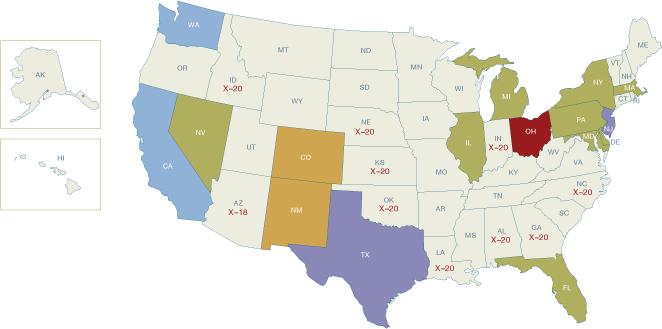 WA
MT
ND
MN
ME
VT
NH
OR
ID
X–20
SD
WI
MI
NY
MA
CT
RI
AK
WY
IA
PA
NJ
NE
X–20
NV
UT
CO
IL
IN
X–20
OH
MD
DE
WV
VA
HI
CA
KS
X–20
MO
KY
AZ
X–18
NM
OK
X–20
AR
TN
NC
X–20
SC
TX
LA
X–20
MS
AL
X–20
GA
X–20
FL